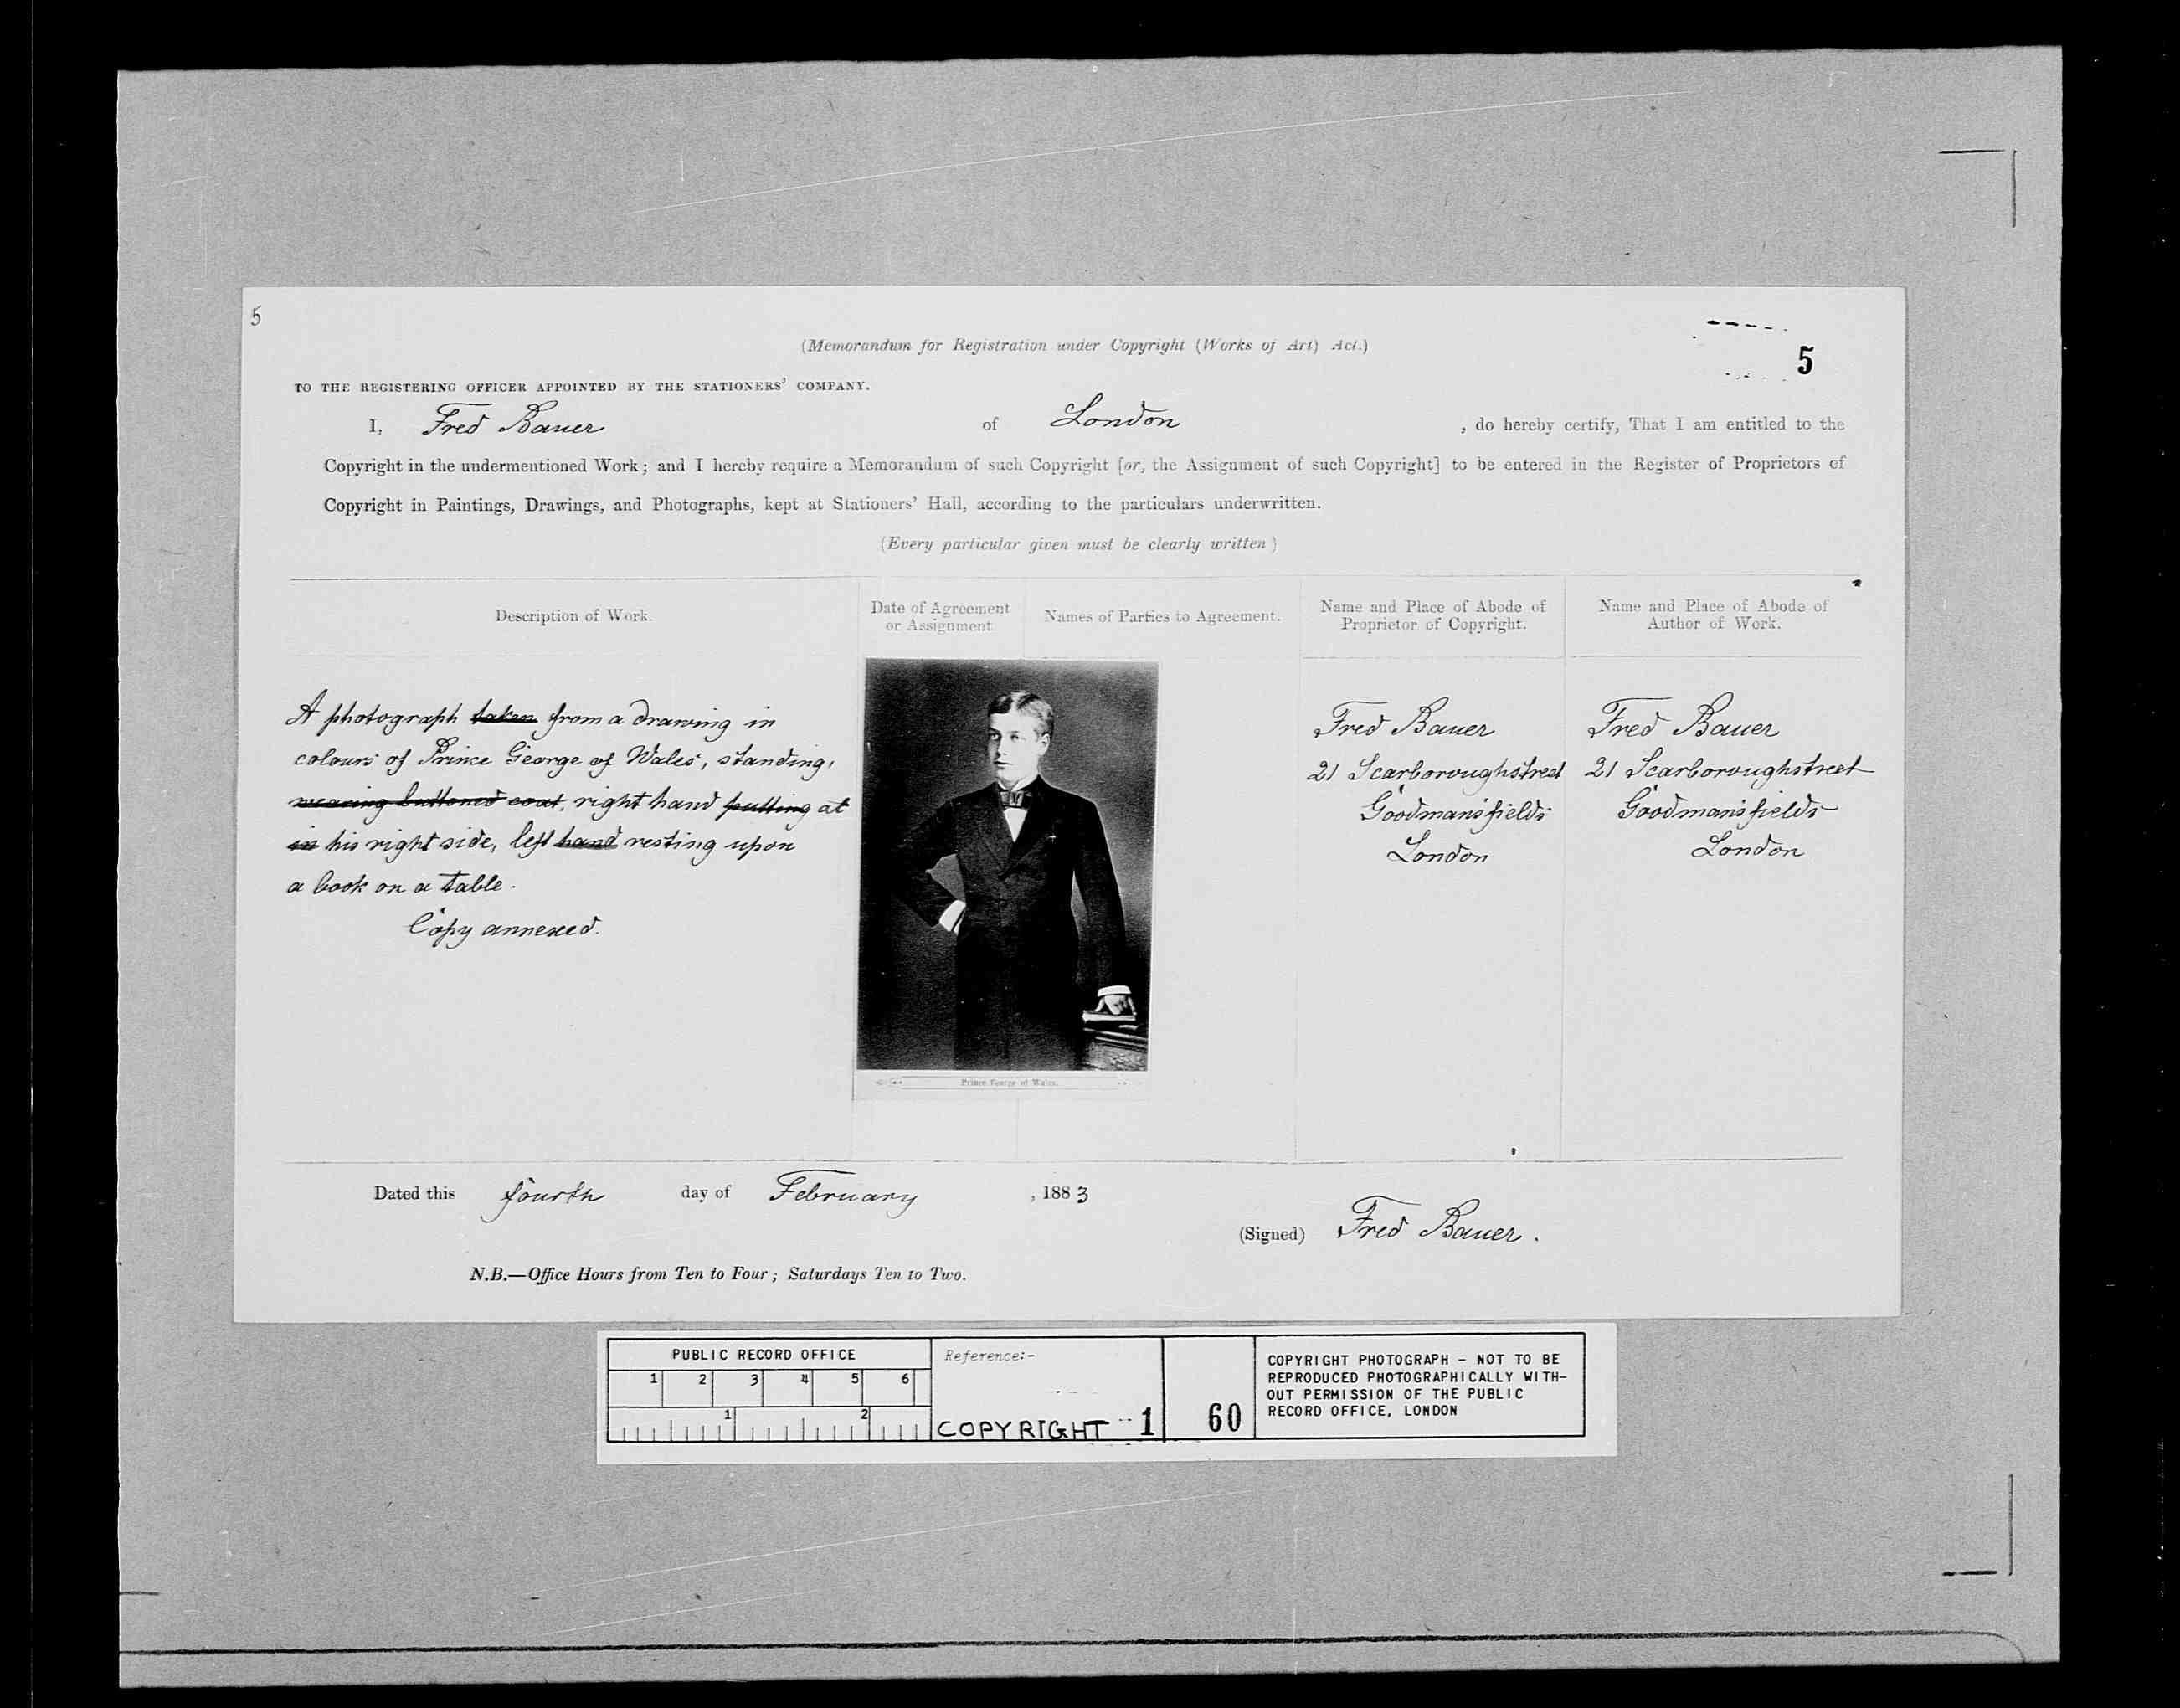 5
(Memorandum for Registration under Copyright (Works of Art) Act.)
5
TO THE REGISTERING OFFICER APPOINTED BY THE STATIONERS' COMPANY.
I, Fred Bauer of London , do hereby certify, That I am entitled to the
Copyright in the undermentioned Work; and I hereby require a Memorandum of such Copyright [or, the Assignment of such Copyright] to be entered in the Register of Proprietors of
Copyright in Paintings, Drawings, and Photographs, kept at Stationers' Hall, according to the particulars underwritten.
(Every particular given must be clearly written)
Description of Work.
Date of Agreement
or Assignment.
Names of Parties to Agreement.
Name and Place of Abode of
Proprietor of Copyright.
Name and Place of Abode of
Author of Work.
A photograph taken from a drawing in
colours of Prince George of Wales, standing,
wearing buttoned coat, right hand putting at
in his right side, left hand resting upon
a book on a table.
Copy annexed.
Prince George of Wales.
Fred Bauer
21 Scarboroughstreet
Goodmansfields
London
Fred Bauer
21 Scarboroughstreet
Goodmansfields
London
Dated this fourth day of February , 1883
(Signed) Fred Bauer.
N.B.—Office Hours from Ten to Four; Saturdays Ten to Two.
PUBLIC RECORD OFFICE
1 2 3 4 5 6
1 2
Reference:-
COPYRIGHT 1
60
COPYRIGHT PHOTOGRAPH - NOT TO BE
REPRODUCED PHOTOGRAPHICALLY WITH-
OUT PERMISSION OF THE PUBLIC
RECORD OFFICE, LONDON